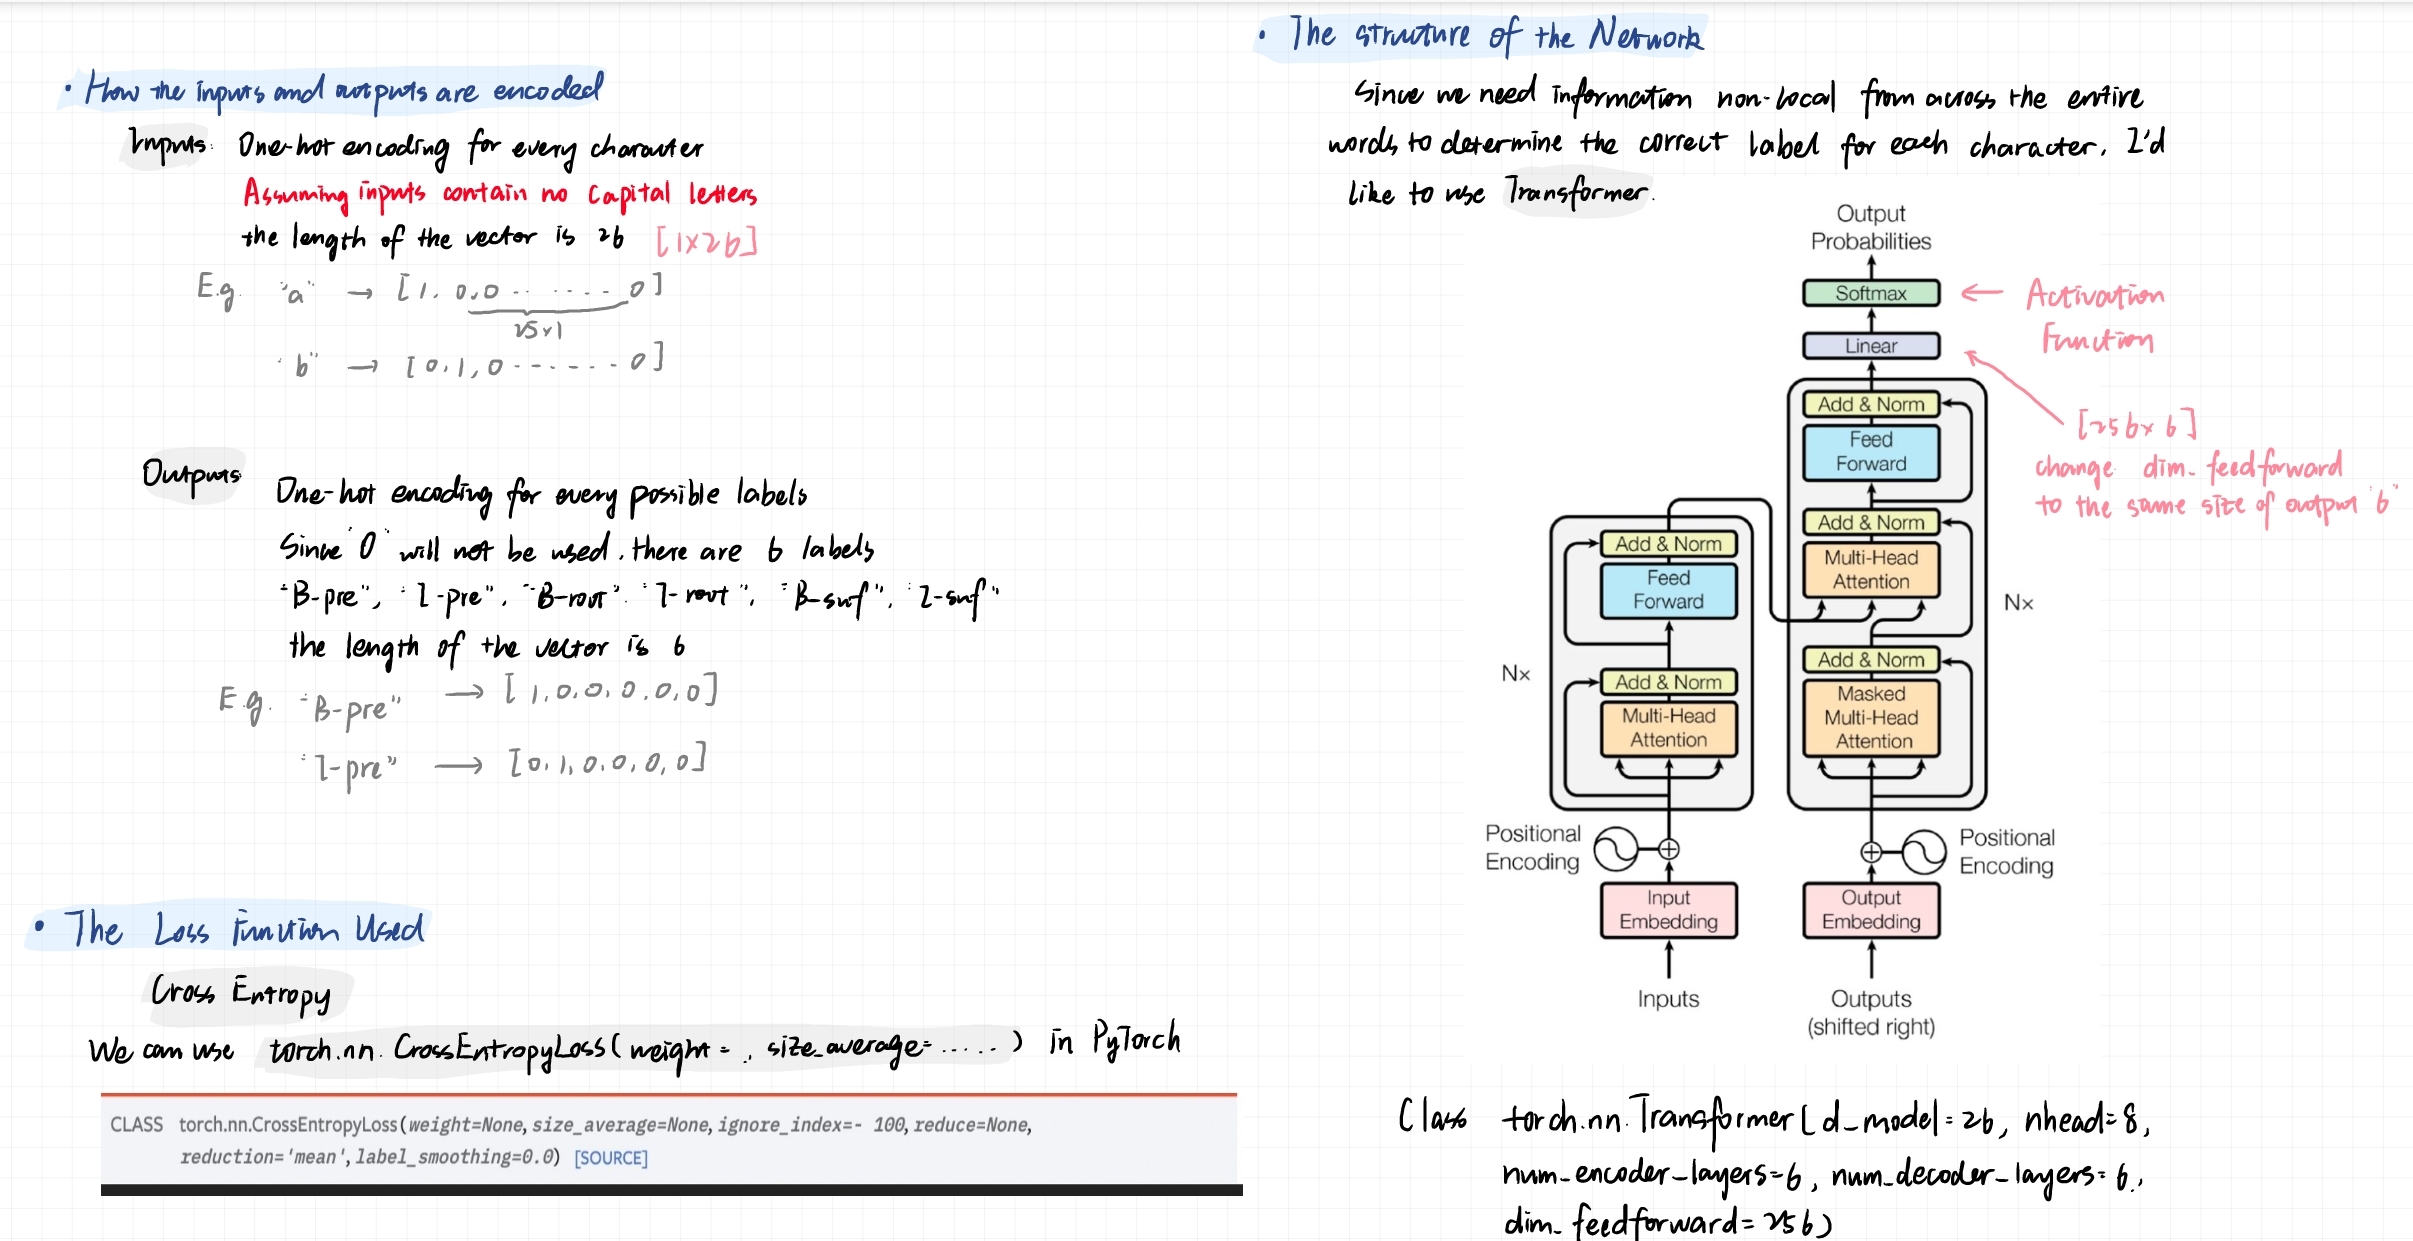 • How the inputs and outputs are encoded
Inputs: One-hot encoding for every character
Assuming inputs contain no capital letters
the length of the vector is 26 [1×26]
E.g. "a" → [1, 0,0 ......... 0]
25×1
"b" → [0,1,0 ------- 0]
Outputs One-hot encoding for every possible labels
Since "O" will not be used, there are 6 labels
"B-pre", "I-pre", "B-root", "I-root", "B-suf", "I-suf"
the length of the vector is 6
E.g. "B-pre" → [1,0,0,0,0,0]
"I-pre" → [0,1,0,0,0,0]
• The Loss Function Used
Cross Entropy
We can use torch.nn.CrossEntropyLoss(weight= , size_average= .....) in PyTorch
CLASS torch.nn.CrossEntropyLoss(weight=None, size_average=None, ignore_index=- 100, reduce=None,
reduction='mean', label_smoothing=0.0) [SOURCE]
• The structure of the Network
Since we need information non-local from across the entire
words to determine the correct label for each character, I'd
like to use Transformer.
Output
Probabilities
Softmax ← Activation
Function
Linear
[256×6]
change dim_feedforward
to the same size of output "6"
Add & Norm
Feed
Forward
Add & Norm
Multi-Head
Attention
Nx
Add & Norm
Masked
Multi-Head
Attention
Positional
Encoding
Output
Embedding
Outputs
(shifted right)
Add & Norm
Feed
Forward
Nx
Add & Norm
Multi-Head
Attention
Positional
Encoding
Input
Embedding
Inputs
Class torch.nn.Transformer(d_model=26, nhead=8,
num_encoder_layers=6, num_decoder_layers=6,
dim_feedforward=256)